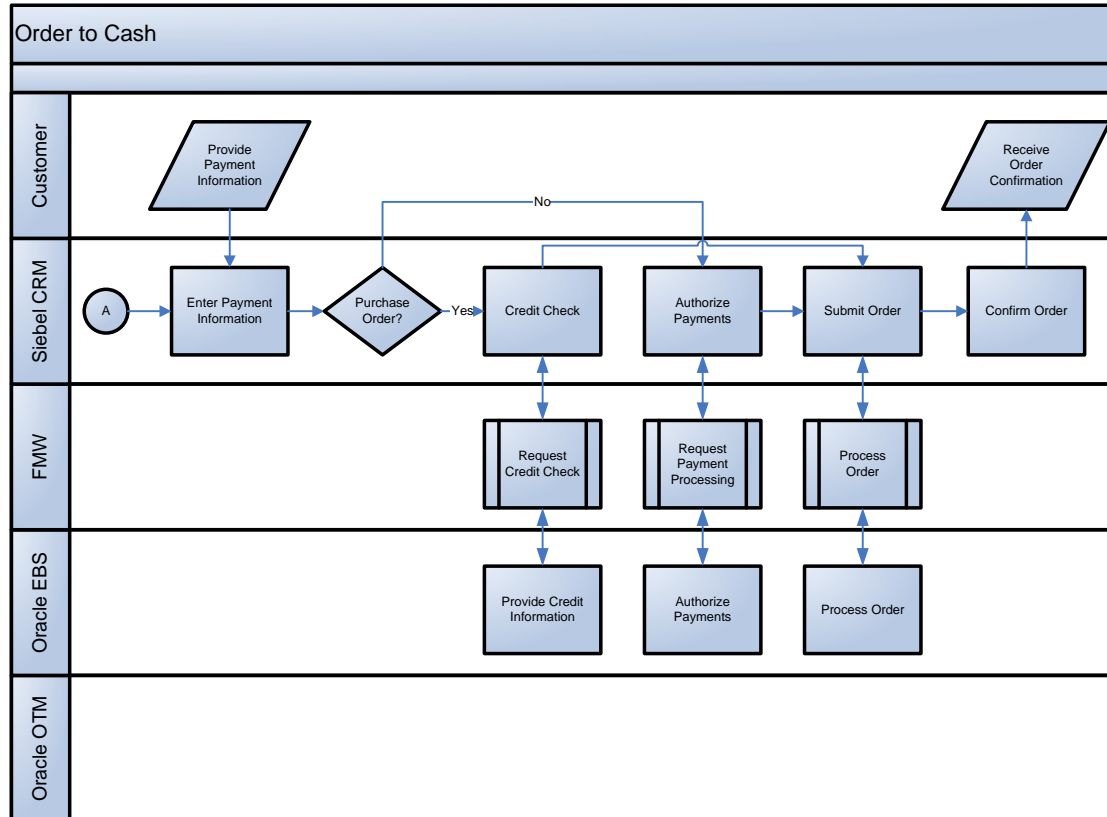 Order to Cash
Customer
Provide
Payment
Information
Receive
Order
Confirmation
No
Siebel CRM
A
Enter Payment
Information
Purchase
Order?
Yes
Credit Check
Authorize
Payments
Submit Order
Confirm Order
FMW
Request
Credit Check
Request
Payment
Processing
Process
Order
Oracle EBS
Provide Credit
Information
Authorize
Payments
Process Order
Oracle OTM